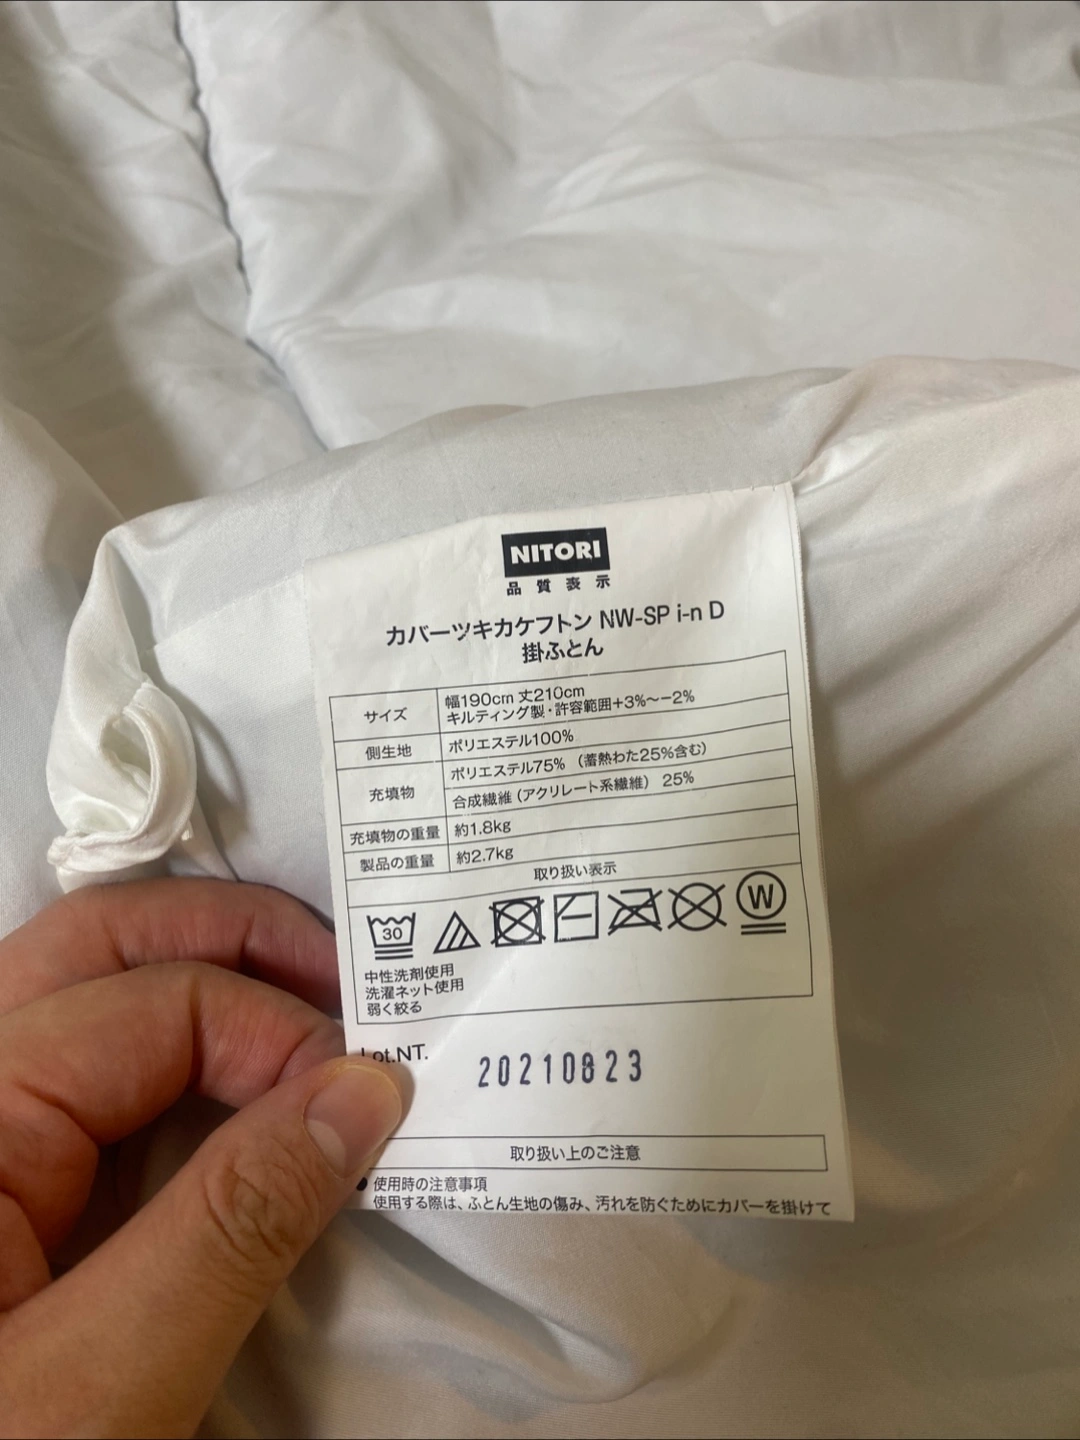 NITORI
品質表示
カバーツキカケフトン NW-SP i-n D
掛ふとん
サイズ
幅190cm 丈210cm
キルティング製・許容範囲+3%~-2%
側生地
ポリエステル100%
充填物
ポリエステル75% (蓄熱わた25%含む)
合成繊維(アクリレート系繊維) 25%
充填物の重量
約1.8kg
製品の重量
約2.7kg
取り扱い表示
30
W
中性洗剤使用
洗濯ネット使用
弱く絞る
Lot.NT.
20210823
取り扱い上のご注意
● 使用時の注意事項
使用する際は、ふとん生地の傷み、汚れを防ぐためにカバーを掛けて